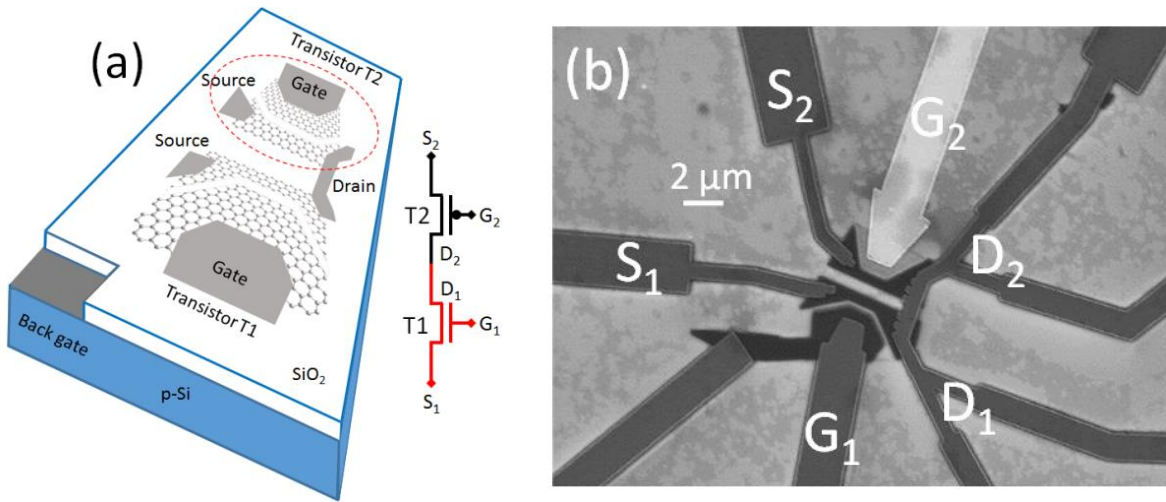 (a)
Transistor T2
Source
Gate
Source
Drain
Gate
Transistor T1
Back gate
SiO₂
p-Si
S₂
T2
G₂
D₂
D₁
T1
G₁
S₁
(b)
S₂
G₂
2 µm
S₁
D₂
D₁
G₁